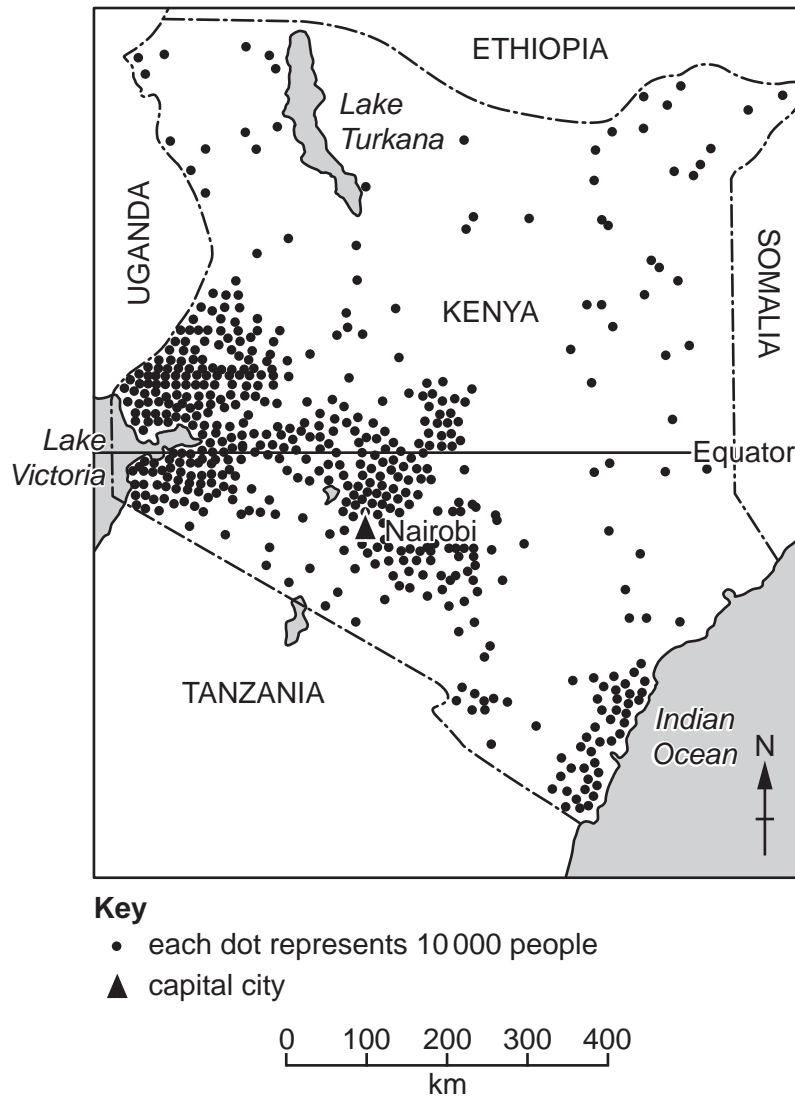 ETHIOPIA
Lake
Turkana
UGANDA
SOMALIA
KENYA
Lake
Victoria
Equator
Nairobi
TANZANIA
Indian
Ocean
N
Key
each dot represents 10 000 people
capital city
0 100 200 300 400
km